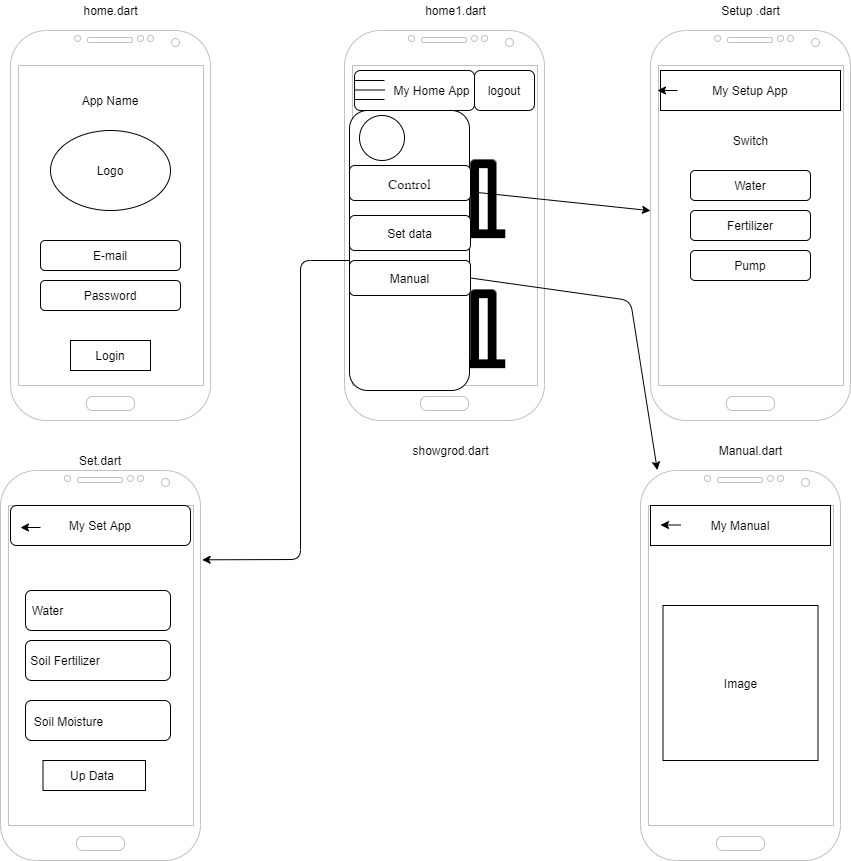 home.dart
App Name
Logo
E-mail
Password
Login
home1.dart
My Home App
logout
Control
Set data
Manual
Setup .dart
My Setup App
Switch
Water
Fertilizer
Pump
showgrod.dart
Set.dart
My Set App
Water
Soil Fertilizer
Soil Moisture
Up Data
Manual.dart
My Manual
Image